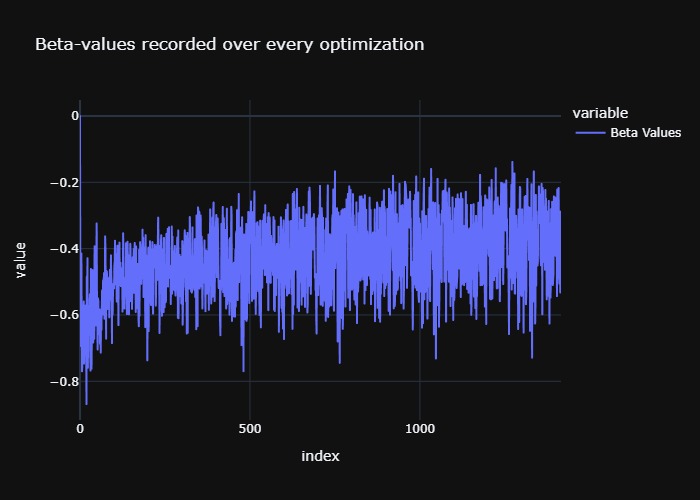 Beta-values recorded over every optimization
variable
Beta Values
0
−0.2
−0.4
−0.6
−0.8
value
0
500
1000
index